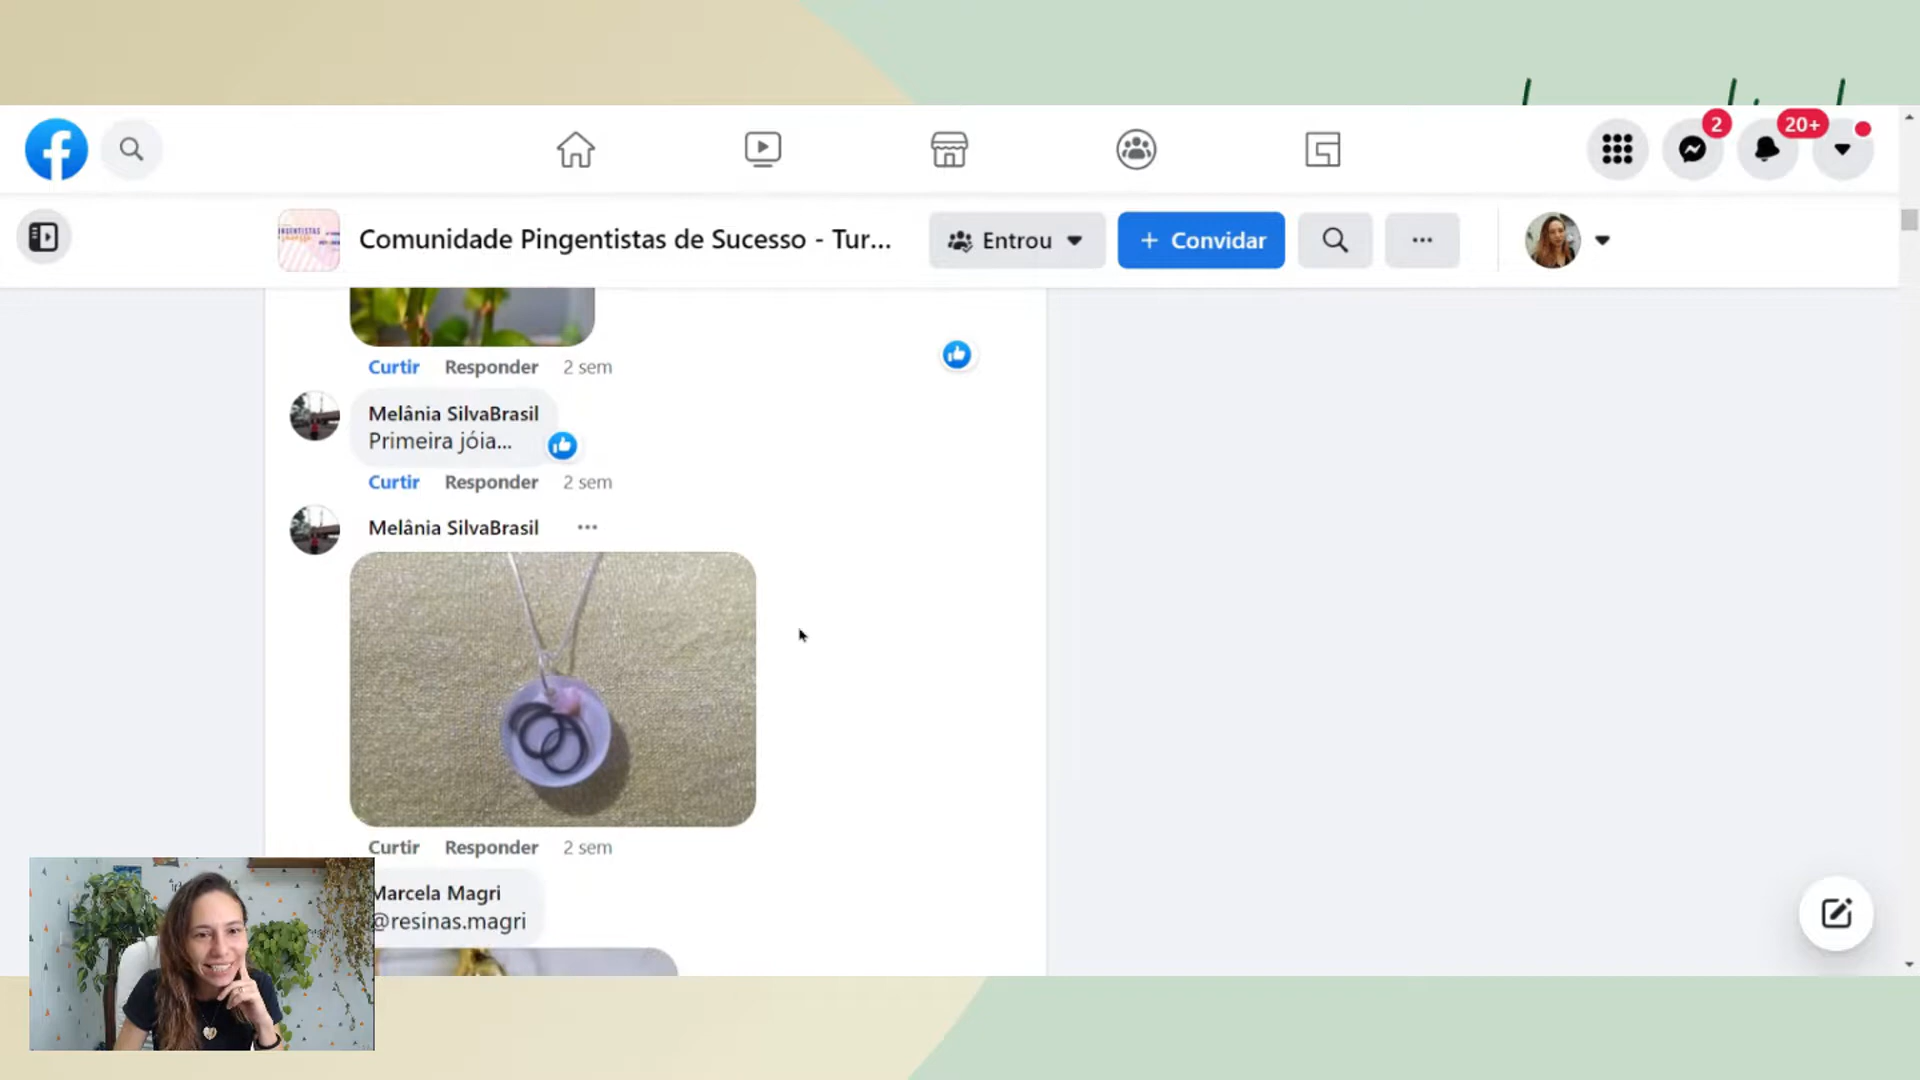 2
20+
Comunidade Pingentistas de Sucesso - Tur...
Entrou
+ Convidar
Curtir Responder 2 sem
Melânia SilvaBrasil
Primeira jóia...
Curtir Responder 2 sem
Melânia SilvaBrasil
Curtir Responder 2 sem
Marcela Magri
@resinas.magri